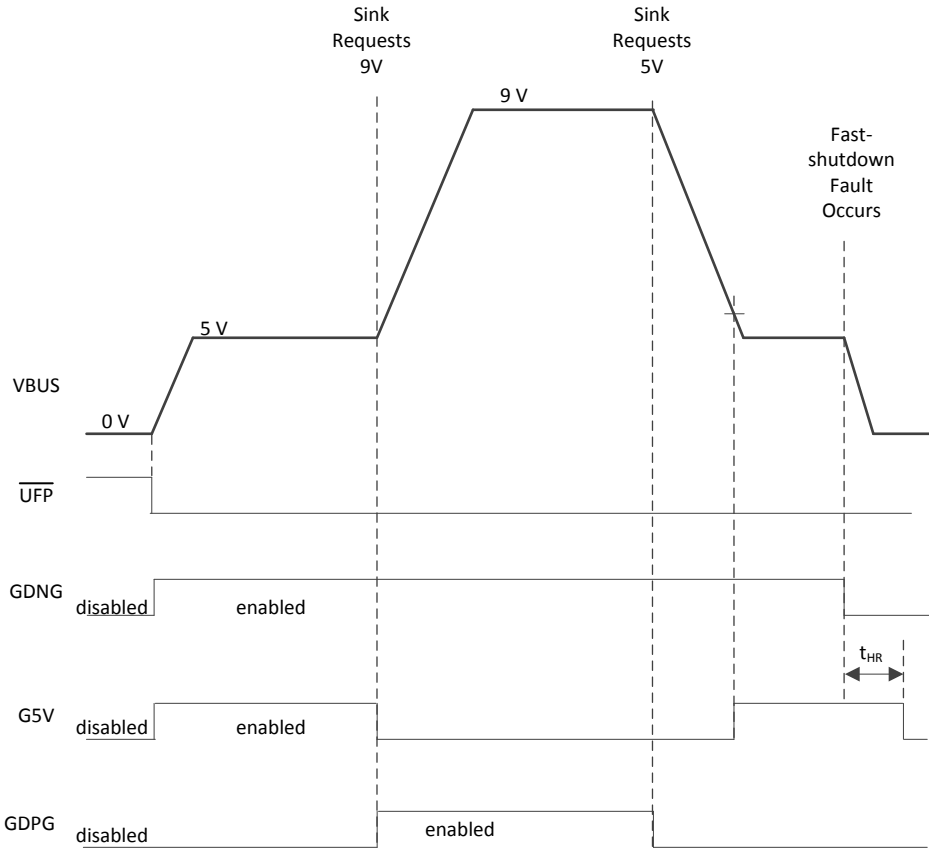 Sink
Requests
9V
Sink
Requests
5V
9 V
Fast-
shutdown
Fault
Occurs
5 V
VBUS
0 V
UFP
GDNG
disabled
enabled
tHR
G5V
disabled
enabled
GDPG
disabled
enabled